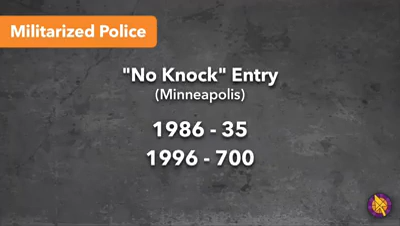 Militarized Police
"No Knock" Entry
(Minneapolis)
1986 - 35
1996 - 700